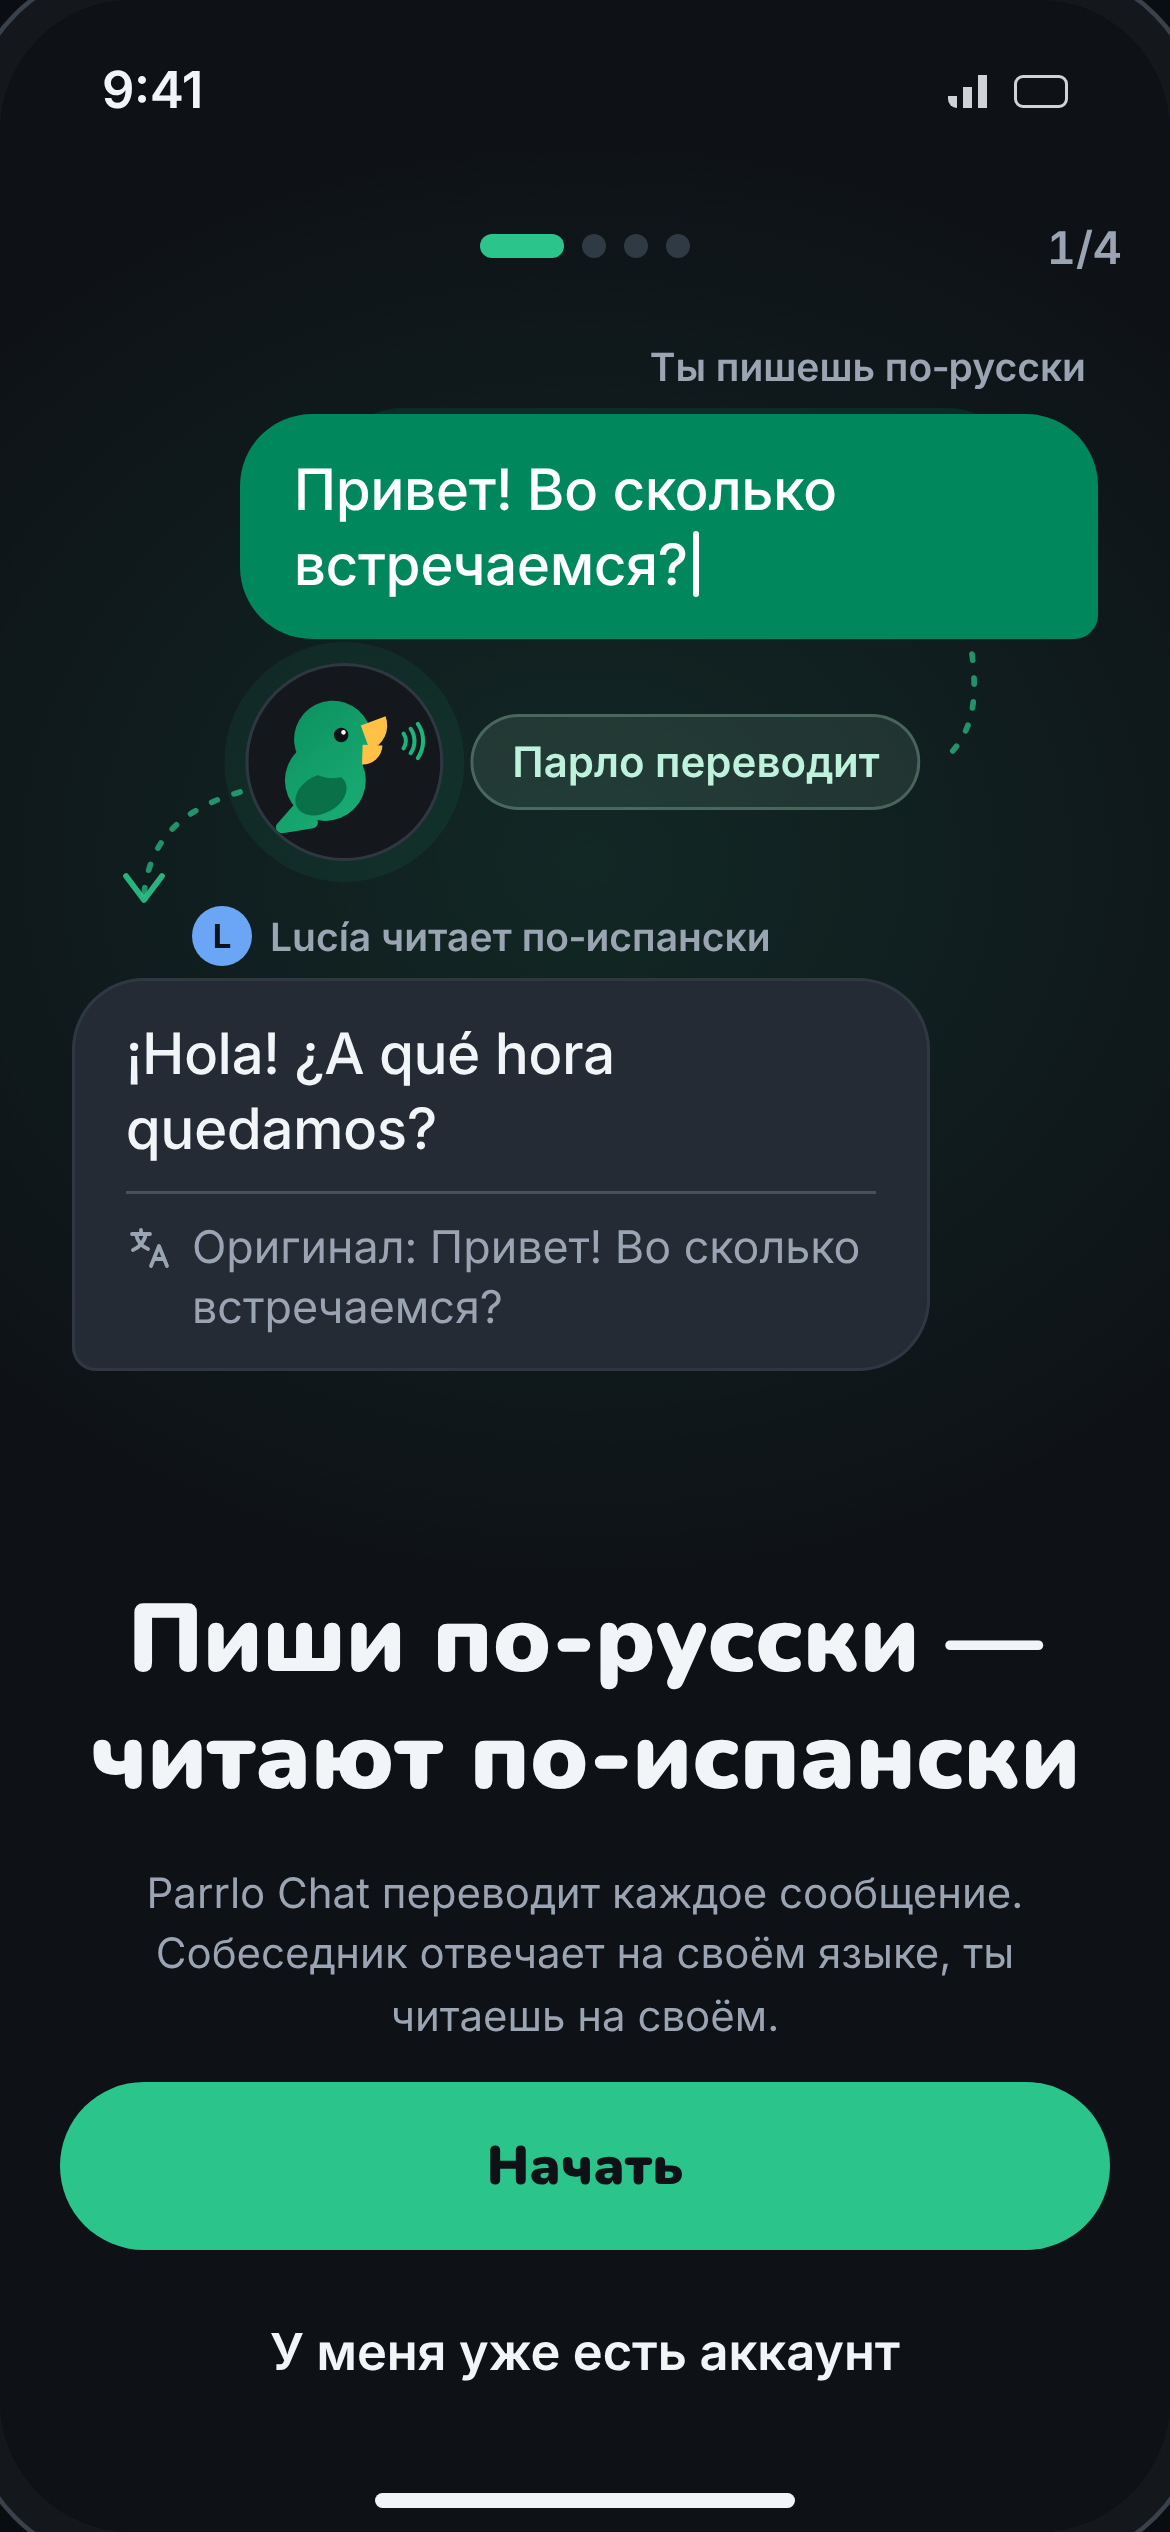 9:41
1/4
Ты пишешь по-русски
Привет! Во сколько
встречаемся?
Парло переводит
L
Lucía читает по-испански
¡Hola! ¿A qué hora
quedamos?
Оригинал: Привет! Во сколько
встречаемся?
Пиши по-русски —
читают по-испански
Parrlo Chat переводит каждое сообщение.
Собеседник отвечает на своём языке, ты
читаешь на своём.
Начать
У меня уже есть аккаунт